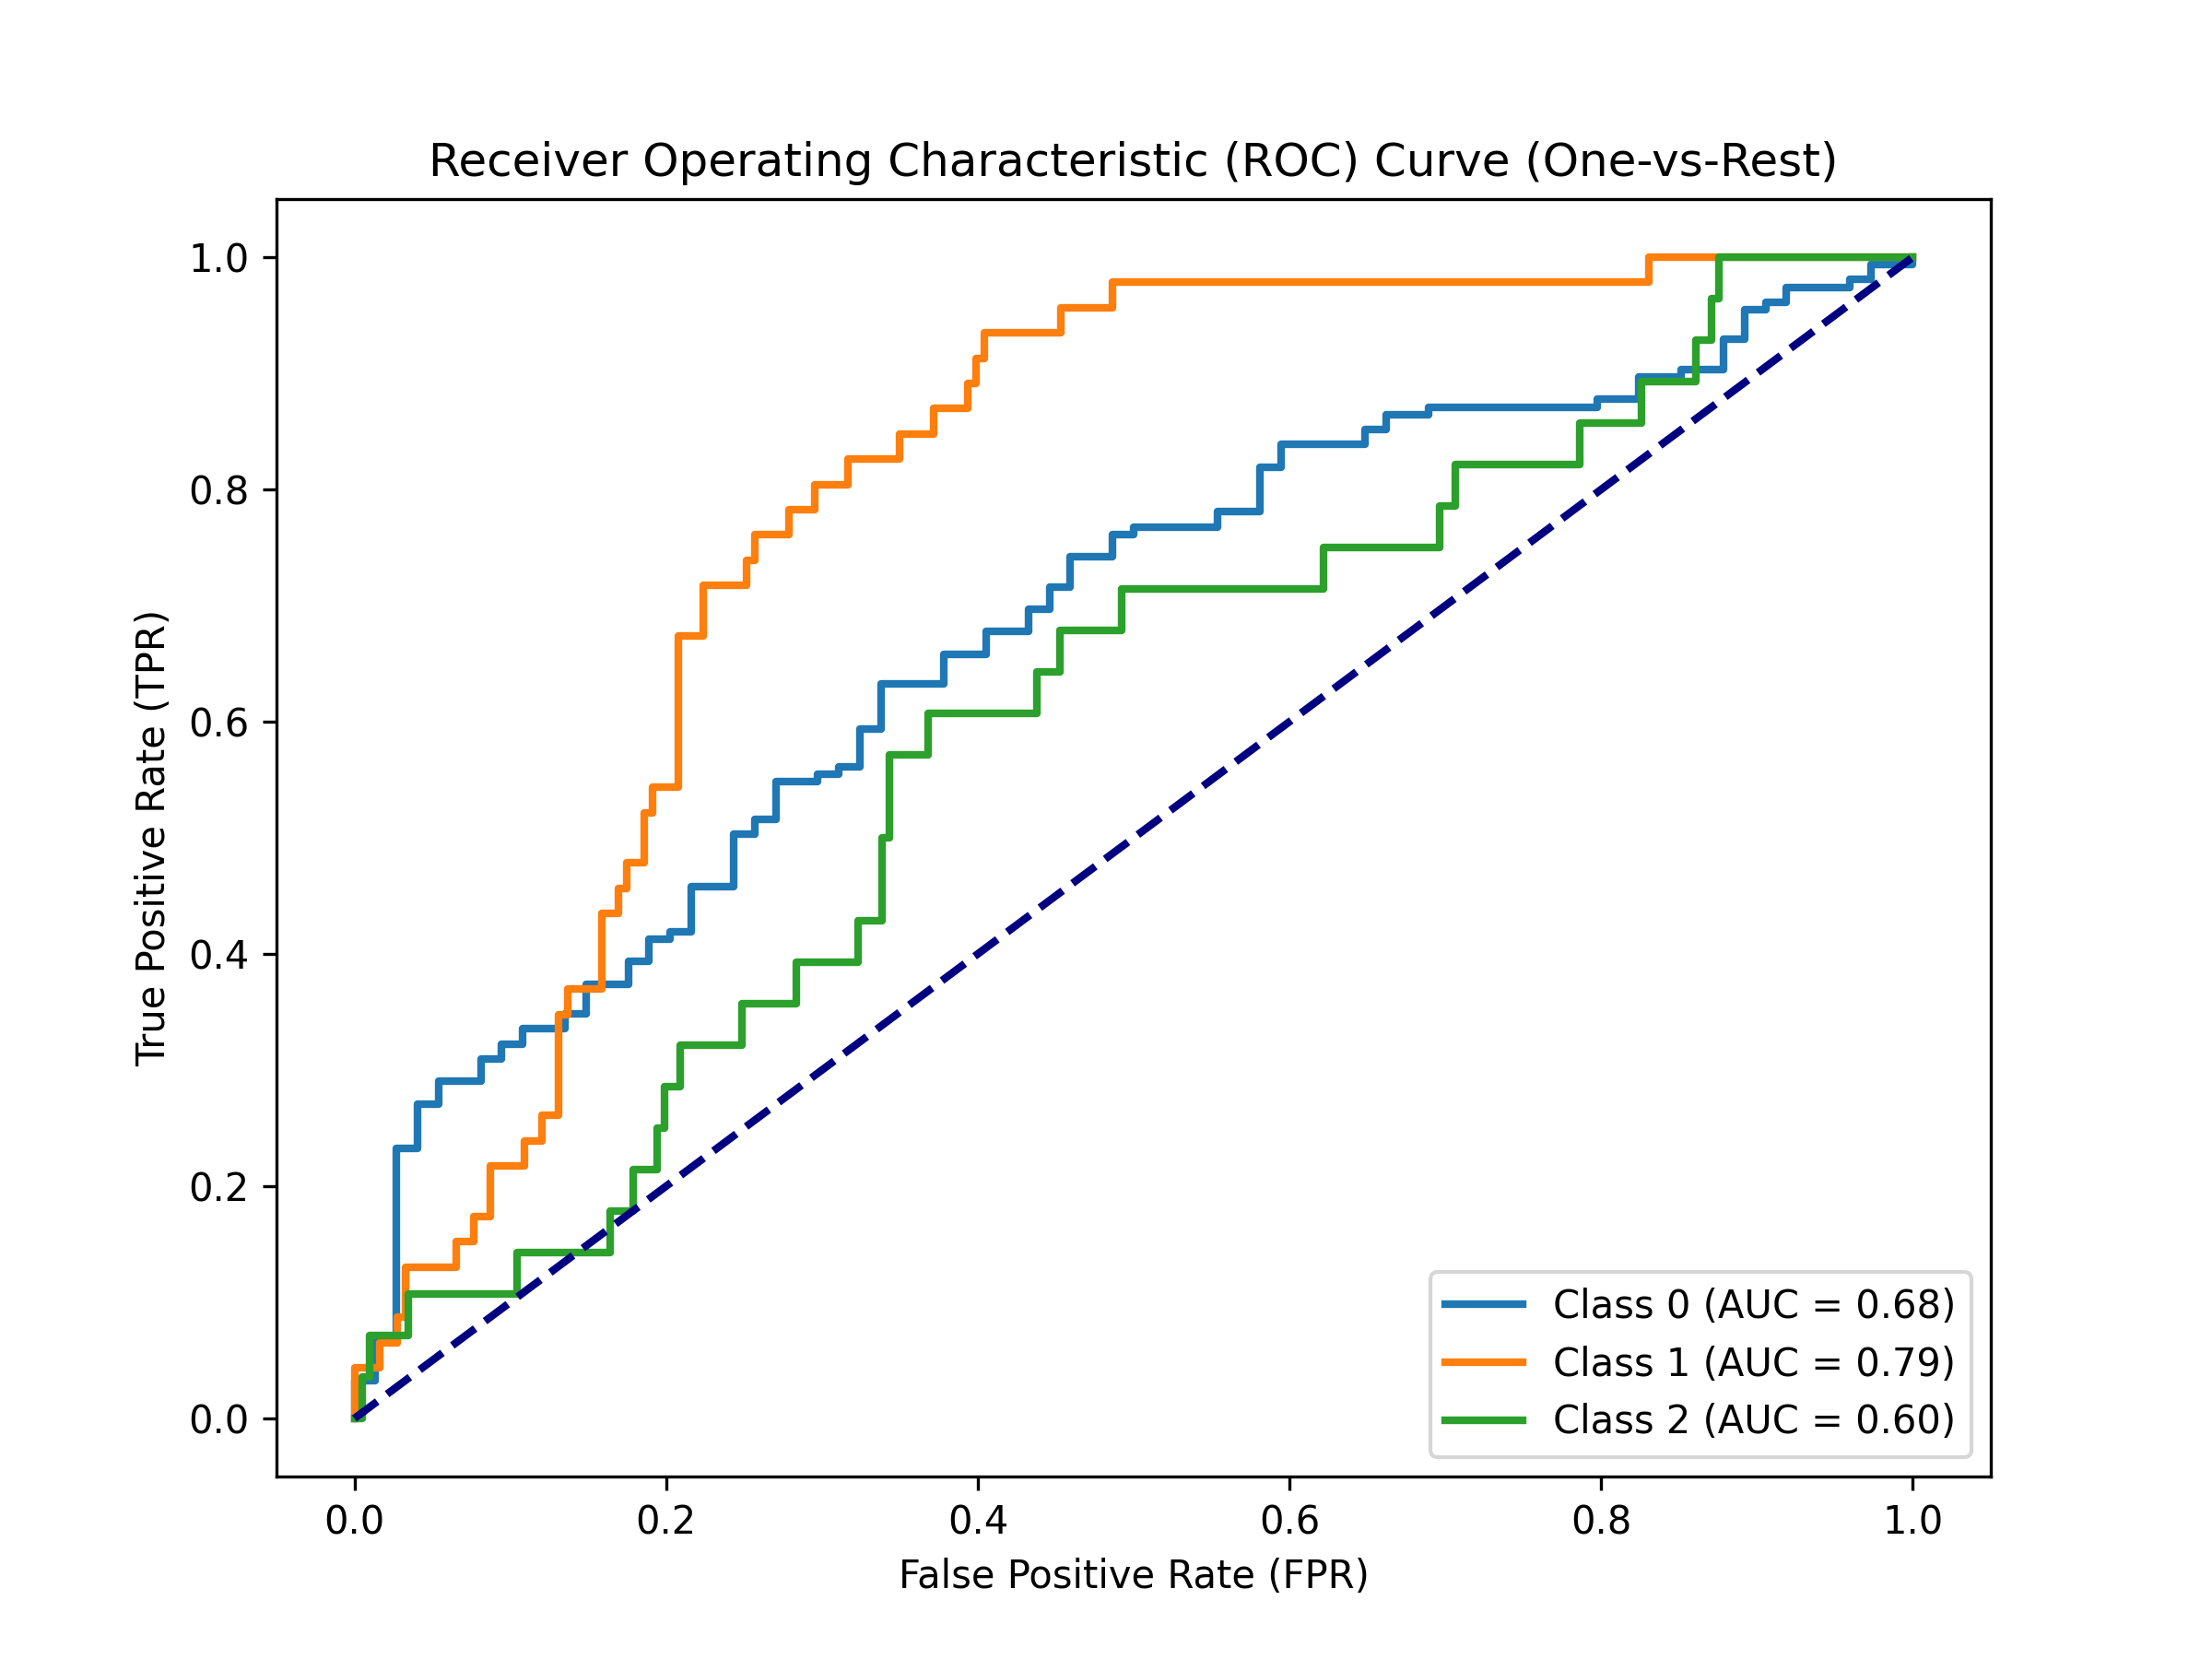 Receiver Operating Characteristic (ROC) Curve (One-vs-Rest)
True Positive Rate (TPR)
1.0
0.8
0.6
0.4
0.2
0.0
0.0 0.2 0.4 0.6 0.8 1.0
False Positive Rate (FPR)
Class 0 (AUC = 0.68)
Class 1 (AUC = 0.79)
Class 2 (AUC = 0.60)